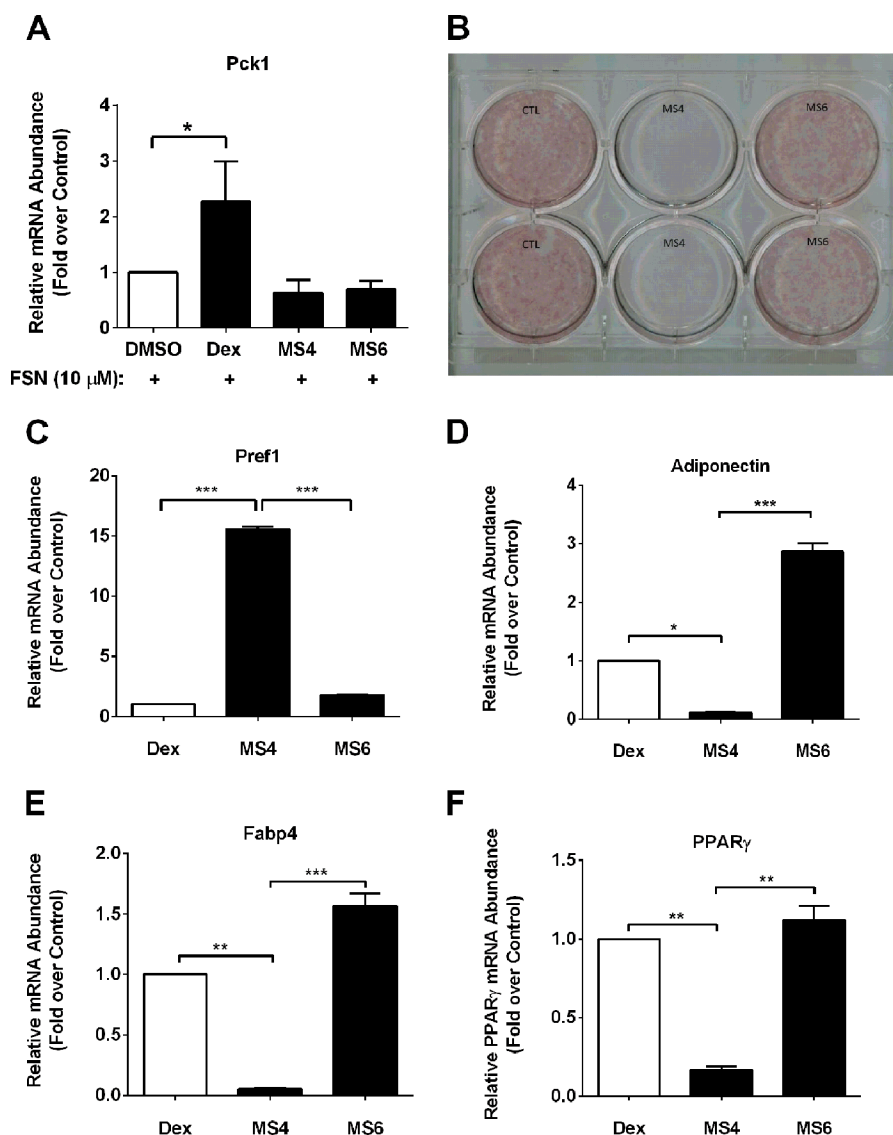 A
Pck1
Relative mRNA Abundance
(Fold over Control)
4
3
2
1
0
*
DMSO Dex MS4 MS6
FSN (10 μM): + + + +
B
CTL MS4 MS6
CTL MS4 MS6
C
Pref1
Relative mRNA Abundance
(Fold over Control)
20
15
10
5
0
*** ***
Dex MS4 MS6
D
Adiponectin
Relative mRNA Abundance
(Fold over Control)
4
3
2
1
0
***
*
Dex MS4 MS6
E
Fabp4
Relative mRNA Abundance
(Fold over Control)
2.0
1.5
1.0
0.5
0.0
***
**
Dex MS4 MS6
F
PPARγ
Relative PPARγ mRNA Abundance
(Fold over Control)
1.5
1.0
0.5
0.0
**
**
Dex MS4 MS6